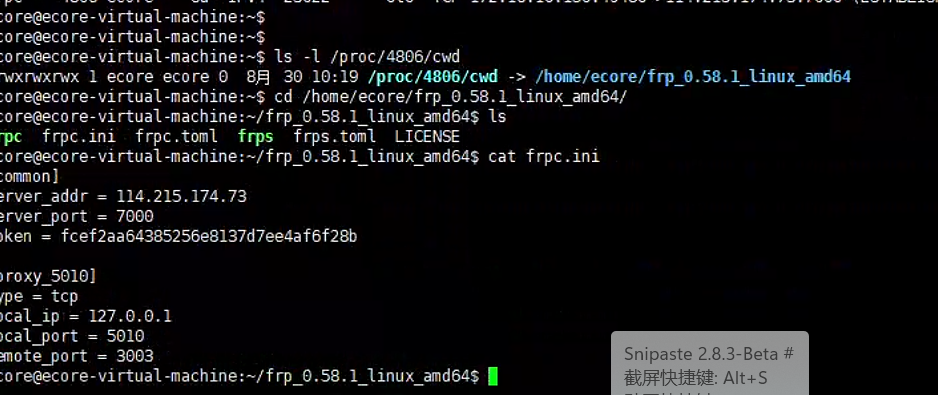 core@ecore-virtual-machine:~$
core@ecore-virtual-machine:~$
core@ecore-virtual-machine:~$ ls -l /proc/4806/cwd
rwxrwxrwx 1 ecore ecore 0  8月  30 10:19 /proc/4806/cwd -> /home/ecore/frp_0.58.1_linux_amd64
core@ecore-virtual-machine:~$ cd /home/ecore/frp_0.58.1_linux_amd64/
core@ecore-virtual-machine:~/frp_0.58.1_linux_amd64$ ls
rpc  frpc.ini  frpc.toml  frps  frps.toml  LICENSE
core@ecore-virtual-machine:~/frp_0.58.1_linux_amd64$ cat frpc.ini
common]
erver_addr = 114.215.174.73
erver_port = 7000
oken = fcef2aa64385256e8137d7ee4af6f28b
proxy_5010]
ype = tcp
ocal_ip = 127.0.0.1
ocal_port = 5010
emote_port = 3003
core@ecore-virtual-machine:~/frp_0.58.1_linux_amd64$
Snipaste 2.8.3-Beta #
截屏快捷键: Alt+S